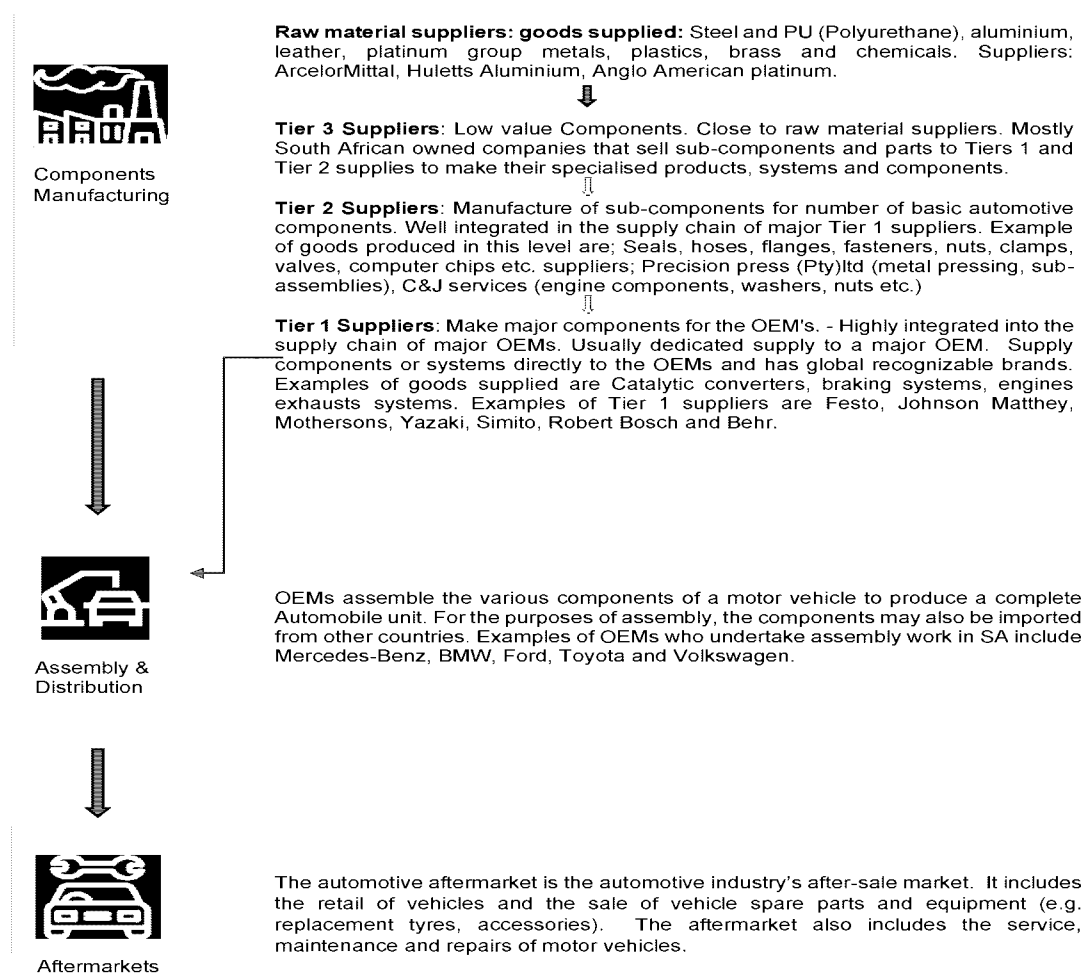 Raw material suppliers: goods supplied: Steel and PU (Polyurethane), aluminium,
leather, platinum group metals, plastics, brass and chemicals. Suppliers:
ArcelorMittal, Huletts Aluminium, Anglo American platinum.
Tier 3 Suppliers: Low value Components. Close to raw material suppliers. Mostly
South African owned companies that sell sub-components and parts to Tiers 1 and
Tier 2 supplies to make their specialised products, systems and components.
Components
Manufacturing
Tier 2 Suppliers: Manufacture of sub-components for number of basic automotive
components. Well integrated in the supply chain of major Tier 1 suppliers. Example
of goods produced in this level are; Seals, hoses, flanges, fasteners, nuts, clamps,
valves, computer chips etc. suppliers; Precision press (Pty)ltd (metal pressing, sub-
assemblies), C&J services (engine components, washers, nuts etc.)
Tier 1 Suppliers: Make major components for the OEM's. - Highly integrated into the
supply chain of major OEMs. Usually dedicated supply to a major OEM. Supply
components or systems directly to the OEMs and has global recognizable brands.
Examples of goods supplied are Catalytic converters, braking systems, engines
exhausts systems. Examples of Tier 1 suppliers are Festo, Johnson Matthey,
Mothersons, Yazaki, Simito, Robert Bosch and Behr.
OEMs assemble the various components of a motor vehicle to produce a complete
Automobile unit. For the purposes of assembly, the components may also be imported
from other countries. Examples of OEMs who undertake assembly work in SA include
Mercedes-Benz, BMW, Ford, Toyota and Volkswagen.
Assembly &
Distribution
The automotive aftermarket is the automotive industry's after-sale market. It includes
the retail of vehicles and the sale of vehicle spare parts and equipment (e.g.
replacement tyres, accessories). The aftermarket also includes the service,
maintenance and repairs of motor vehicles.
Aftermarkets